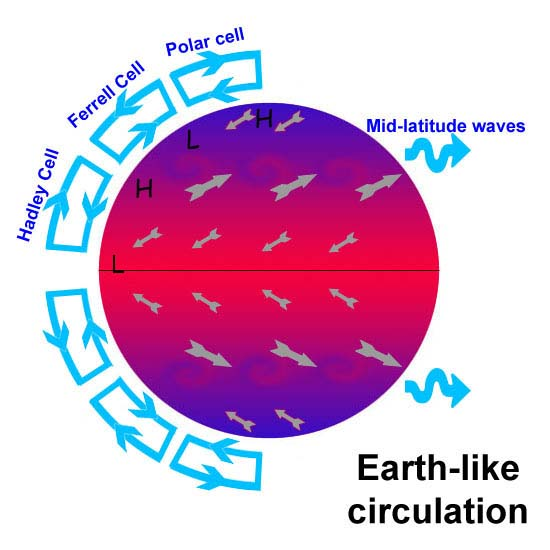 Polar cell
Ferrell Cell
Hadley Cell
H
L
H
L
Mid-latitude waves
Earth-like
circulation